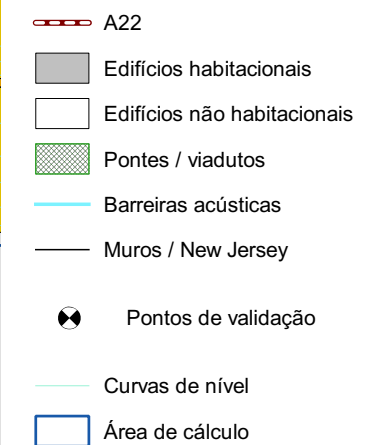 A22
Edifícios habitacionais
Edifícios não habitacionais
Pontes / viadutos
Barreiras acústicas
Muros / New Jersey
Pontos de validação
Curvas de nível
Área de cálculo